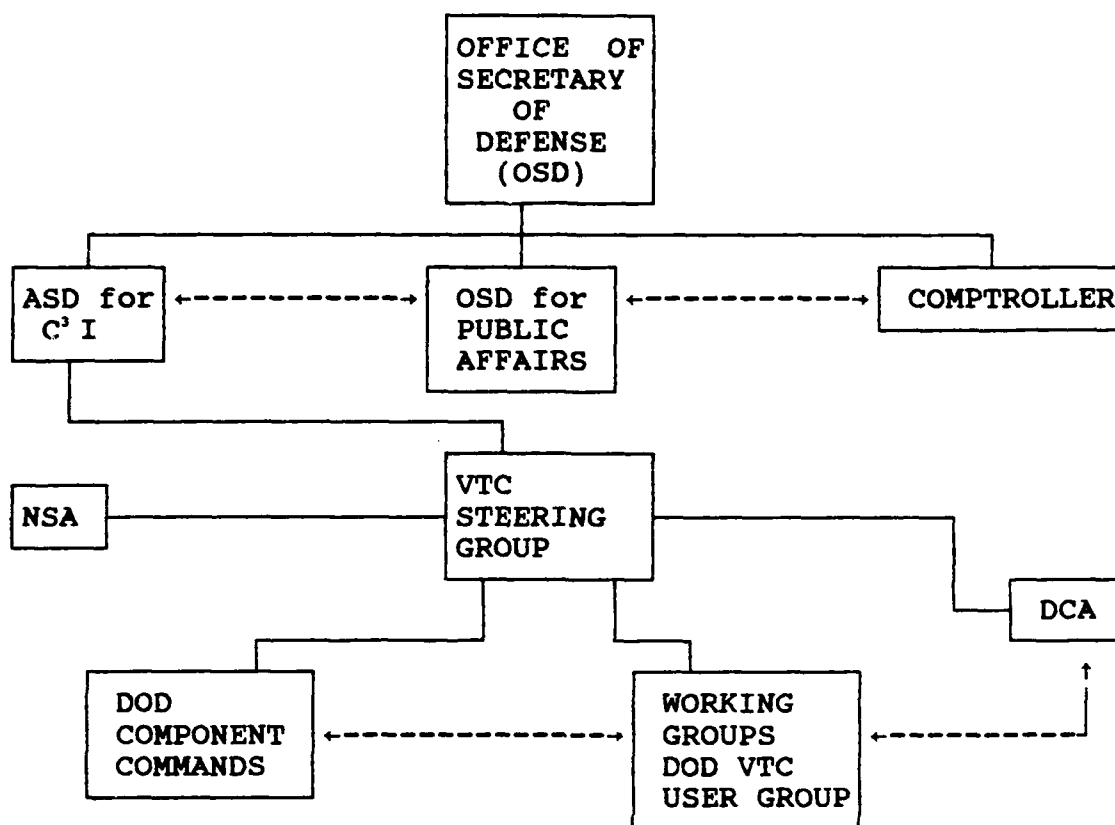 OFFICE OF
SECRETARY
OF
DEFENSE
(OSD)
ASD for
C³ I
OSD for
PUBLIC
AFFAIRS
COMPTROLLER
VTC
STEERING
GROUP
NSA
DCA
DOD
COMPONENT
COMMANDS
WORKING
GROUPS
DOD VTC
USER GROUP